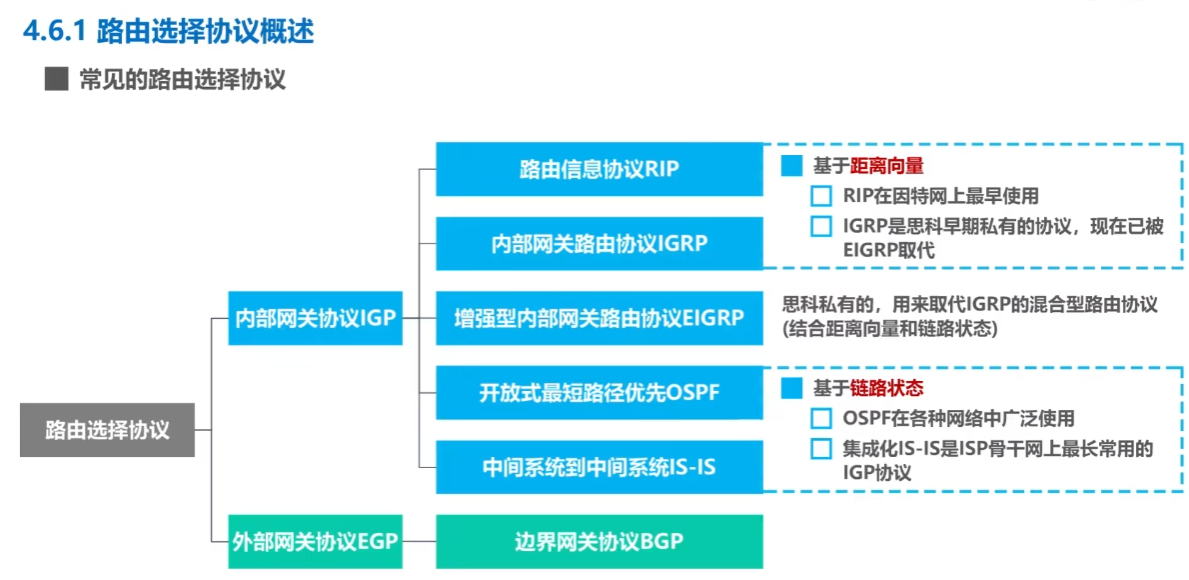 4.6.1 路由选择协议概述
常见的路由选择协议
路由选择协议
内部网关协议IGP
路由信息协议RIP
内部网关路由协议IGRP
增强型内部网关路由协议EIGRP
开放式最短路径优先OSPF
中间系统到中间系统IS-IS
外部网关协议EGP
边界网关协议BGP
基于距离向量
RIP在因特网上最早使用
IGRP是思科早期私有的协议，现在已被
EIGRP取代
思科私有的，用来取代IGRP的混合型路由协议
(结合距离向量和链路状态)
基于链路状态
OSPF在各种网络中广泛使用
集成化IS-IS是ISP骨干网上最长常用的
IGP协议